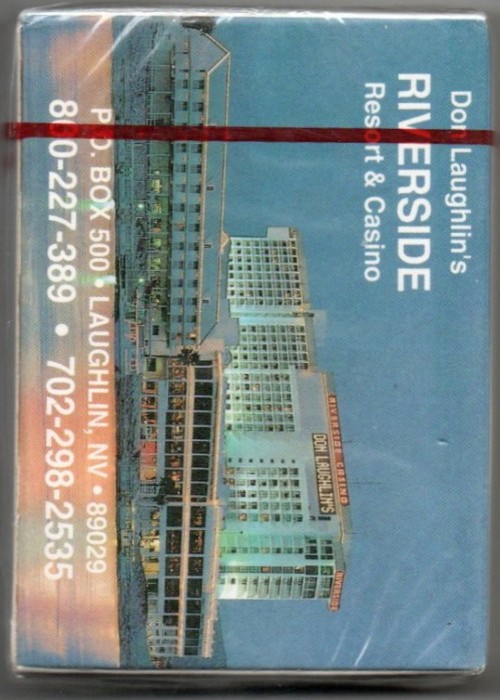 Don Laughlin's
RIVERSIDE
Resort & Casino
RIVERSIDE CASINO
DON LAUGHLIN'S
RIVERSIDE
P.O. BOX 500 • LAUGHLIN, NV • 89029
800-227-389 • 702-298-2535